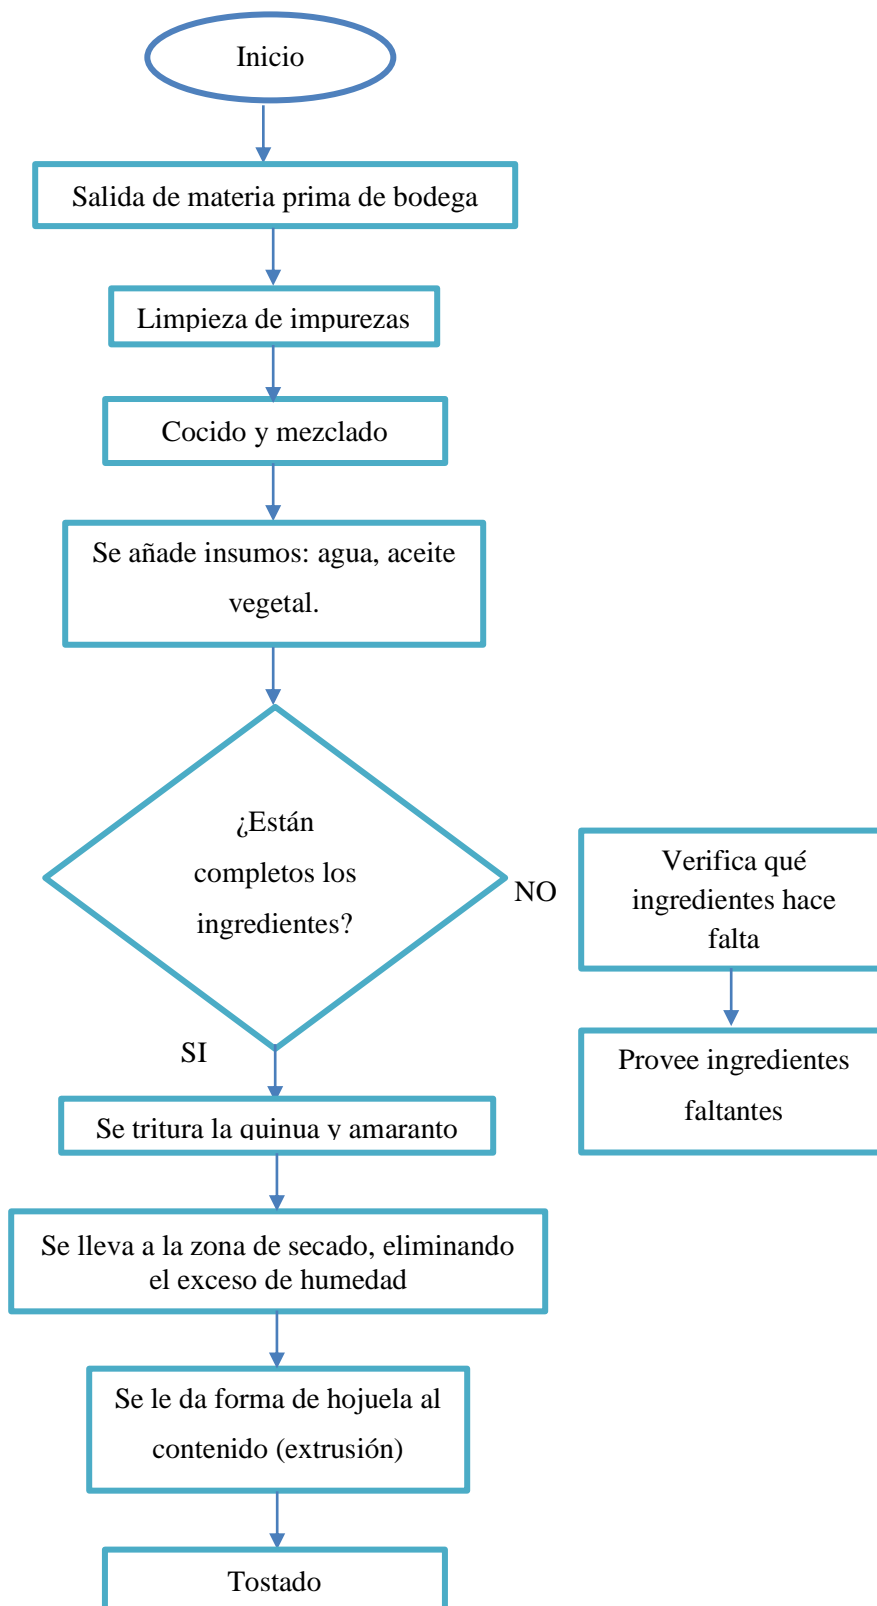 Inicio
Salida de materia prima de bodega
Limpieza de impurezas
Cocido y mezclado
Se añade insumos: agua, aceite
vegetal.
¿Están
completos los
ingredientes?
NO
Verifica qué
ingredientes hace
falta
Provee ingredientes
faltantes
SI
Se tritura la quinua y amaranto
Se lleva a la zona de secado, eliminando
el exceso de humedad
Se le da forma de hojuela al
contenido (extrusión)
Tostado